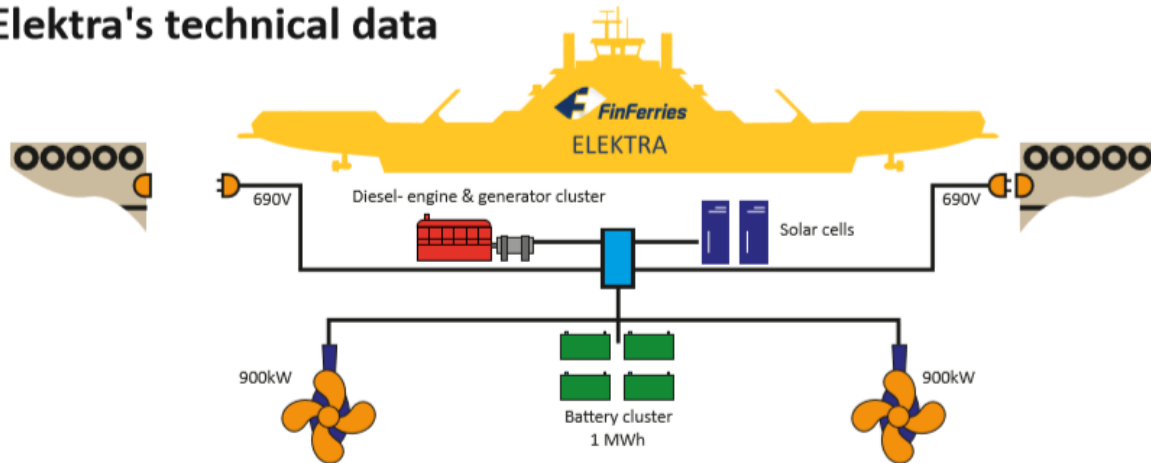 Elektra's technical data
FinFerries
ELEKTRA
690V
Diesel- engine & generator cluster
Solar cells
690V
900kW
Battery cluster
1 MWh
900kW